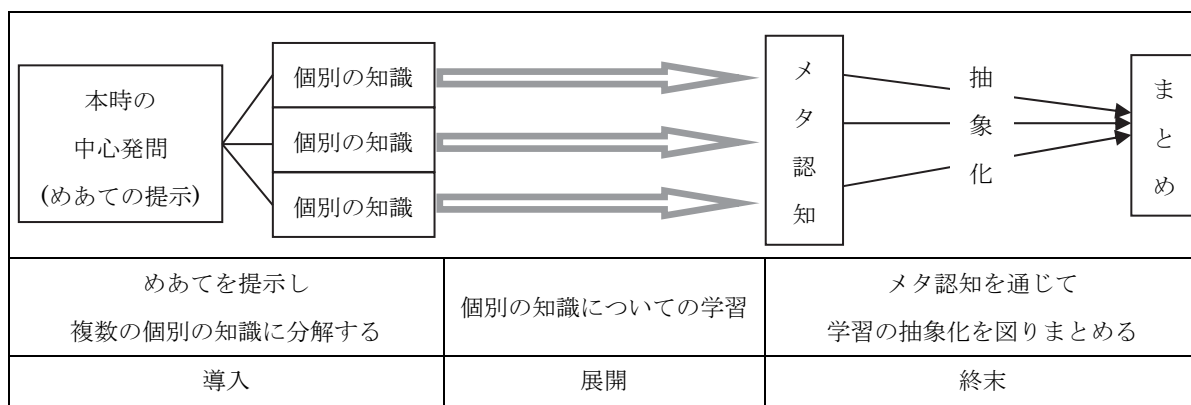 本時の
中心発問
(めあての提示)
個別の知識
個別の知識
個別の知識
メタ認知
抽象化
まとめ
めあてを提示し
複数の個別の知識に分解する
個別の知識についての学習
メタ認知を通じて
学習の抽象化を図りまとめる
導入
展開
終末